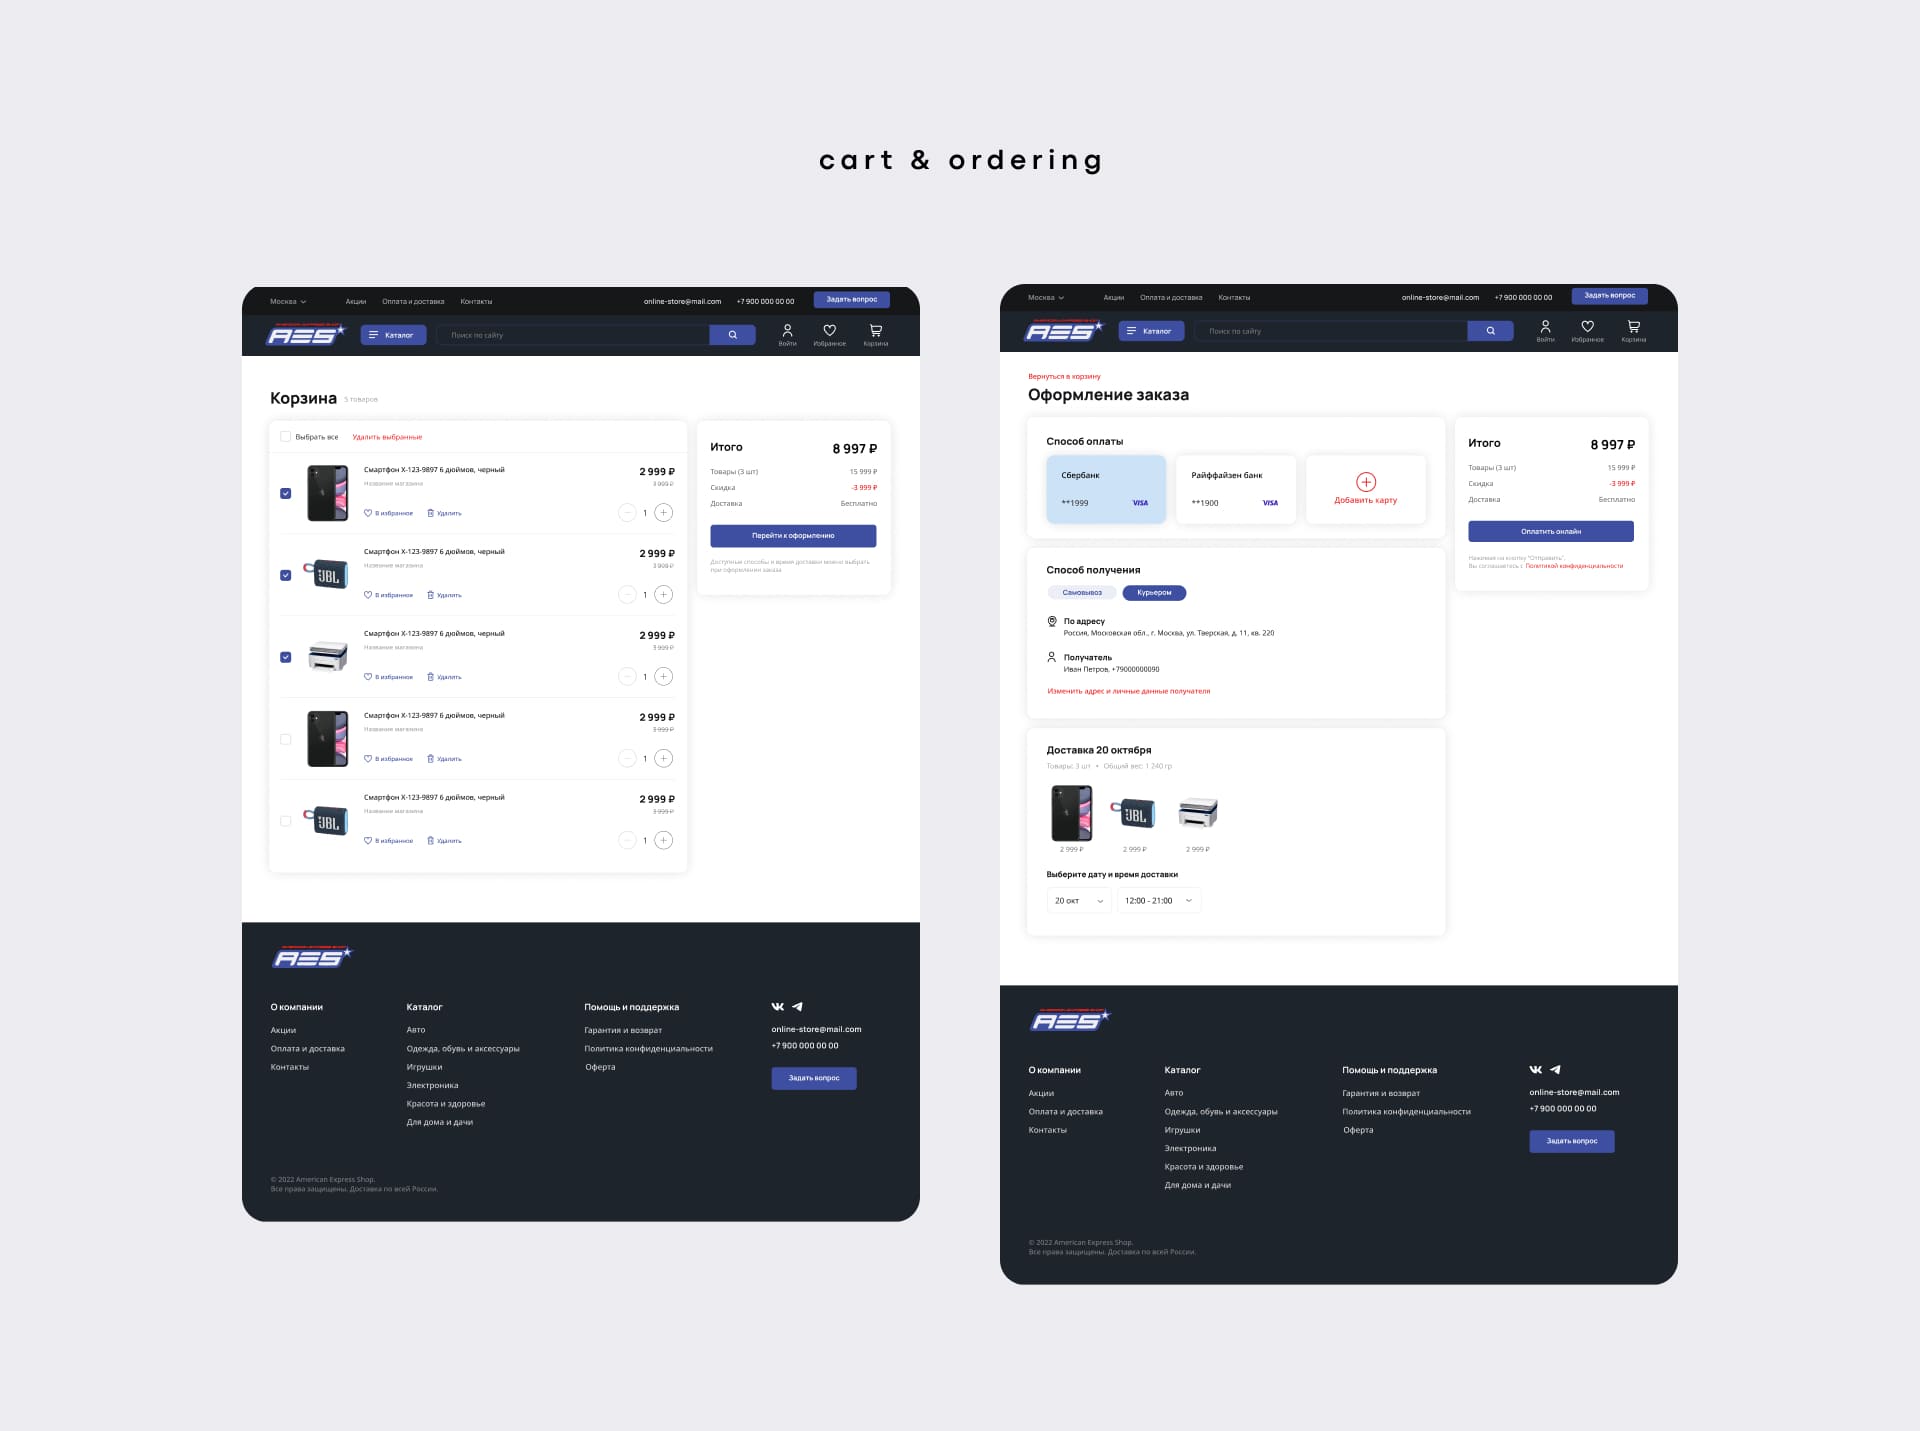 cart & ordering
Москва
Акции
Оплата и доставка
Контакты
online-store@mail.com
+7 900 000 00 00
Задать вопрос
AMERICAN EXPRESS SHOP
AES
Каталог
Поиск по сайту
Войти
Избранное
Корзина
Корзина 5 товаров
Выбрать все
Удалить выбранные
Смартфон X-123-9897 6 дюймов, черный
2 999 ₽
Название магазина
3 999 ₽
В избранное
Удалить
1
Смартфон X-123-9897 6 дюймов, черный
2 999 ₽
Название магазина
3 999 ₽
JBL
В избранное
Удалить
1
Смартфон X-123-9897 6 дюймов, черный
2 999 ₽
Название магазина
3 999 ₽
В избранное
Удалить
1
Смартфон X-123-9897 6 дюймов, черный
2 999 ₽
Название магазина
3 999 ₽
В избранное
Удалить
1
Смартфон X-123-9897 6 дюймов, черный
2 999 ₽
Название магазина
3 999 ₽
JBL
В избранное
Удалить
1
Итого 8 997 ₽
Товары (3 шт) 15 999 ₽
Скидка -3 999 ₽
Доставка Бесплатно
Перейти к оформлению
Доступные способы и время доставки можно выбрать
при оформлении заказа
AMERICAN EXPRESS SHOP
AES
О компании
Акции
Оплата и доставка
Контакты
Каталог
Авто
Одежда, обувь и аксессуары
Игрушки
Электроника
Красота и здоровье
Для дома и дачи
Помощь и поддержка
Гарантия и возврат
Политика конфиденциальности
Оферта
online-store@mail.com
+7 900 000 00 00
Задать вопрос
© 2022 American Express Shop.
Все права защищены. Доставка по всей России.
Москва
Акции
Оплата и доставка
Контакты
online-store@mail.com
+7 900 000 00 00
Задать вопрос
AMERICAN EXPRESS SHOP
AES
Каталог
Поиск по сайту
Войти
Избранное
Корзина
Вернуться в корзину
Оформление заказа
Способ оплаты
Сбербанк
**1999 VISA
Райффайзен банк
**1900 VISA
Добавить карту
Способ получения
Самовывоз
Курьером
По адресу
Россия, Московская обл., г. Москва, ул. Тверская, д. 11, кв. 220
Получатель
Иван Петров, +79000000090
Изменить адрес и личные данные получателя
Доставка 20 октября
Товары: 3 шт • Общий вес: 1 240 гр
JBL
2 999 ₽
2 999 ₽
2 999 ₽
Выберите дату и время доставки
20 окт
12:00 - 21:00
Итого 8 997 ₽
Товары (3 шт) 15 999 ₽
Скидка -3 999 ₽
Доставка Бесплатно
Оплатить онлайн
Нажимая на кнопку "Отправить",
Вы соглашаетесь с Политикой конфиденциальности
AMERICAN EXPRESS SHOP
AES
О компании
Акции
Оплата и доставка
Контакты
Каталог
Авто
Одежда, обувь и аксессуары
Игрушки
Электроника
Красота и здоровье
Для дома и дачи
Помощь и поддержка
Гарантия и возврат
Политика конфиденциальности
Оферта
online-store@mail.com
+7 900 000 00 00
Задать вопрос
© 2022 American Express Shop.
Все права защищены. Доставка по всей России.